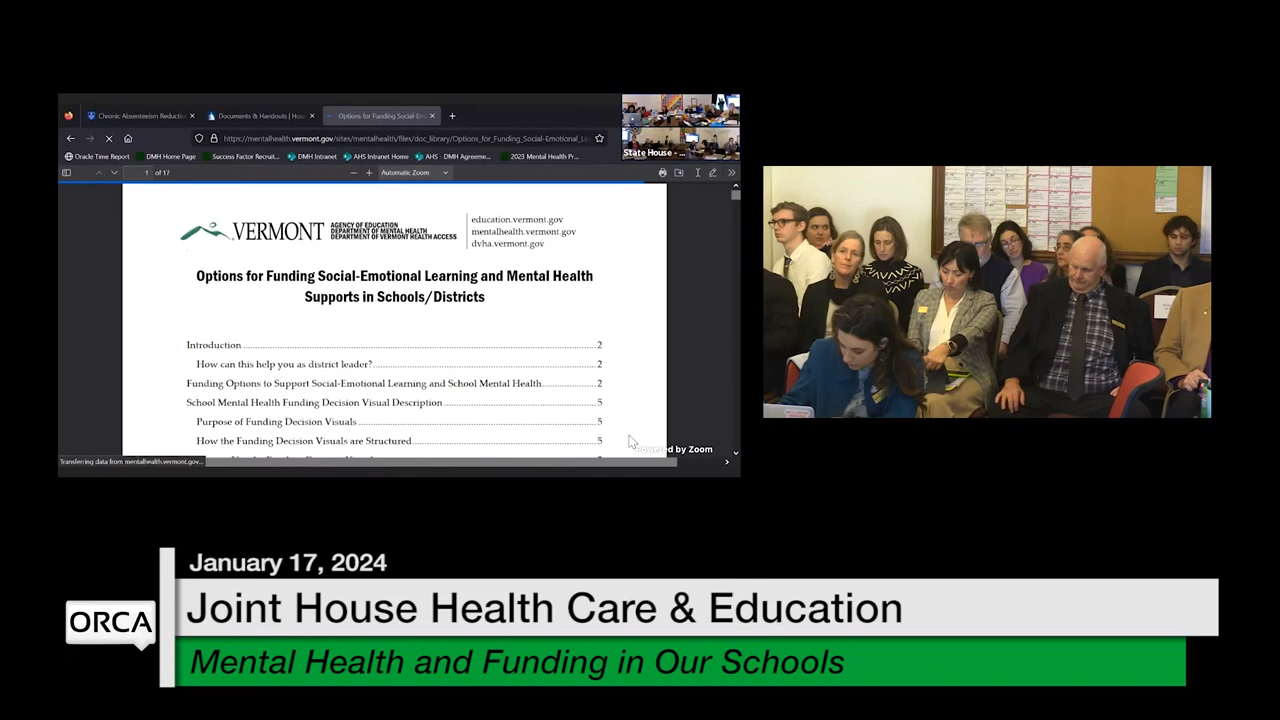 Chronic Absenteeism Reducti
Documents & Handouts | Hou
Options for Funding Social-Em
https://mentalhealth.vermont.gov/sites/mentalhealth/files/doc_library/Options_for_Funding_Social-Emotional_Le
Oracle Time Report
DMH Home Page
Success Factor Recruit...
DMH Intranet
AHS Intranet Home
AHS - DMH Agreeme...
2023 Mental Health Pr...
State House - ...
1 of 17
Automatic Zoom
VERMONT
AGENCY OF EDUCATION
DEPARTMENT OF MENTAL HEALTH
DEPARTMENT OF VERMONT HEALTH ACCESS
education.vermont.gov
mentalhealth.vermont.gov
dvha.vermont.gov
Options for Funding Social-Emotional Learning and Mental Health
Supports in Schools/Districts
Introduction 2
How can this help you as district leader? 2
Funding Options to Support Social-Emotional Learning and School Mental Health 2
School Mental Health Funding Decision Visual Description 5
Purpose of Funding Decision Visuals 5
How the Funding Decision Visuals are Structured 5
Powered by Zoom
Transferring data from mentalhealth.vermont.gov...
January 17, 2024
ORCA
Joint House Health Care & Education
Mental Health and Funding in Our Schools